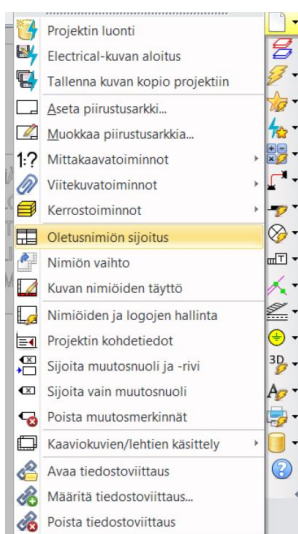 Projektin luonti
Electrical-kuvan aloitus
Tallenna kuvan kopio projektiin
Aseta piirustusarkki...
Muokkaa piirustusarkkia...
1:? Mittakaavatoiminnot
Viitekuvatoiminnot
Kerrostoiminnot
Oletusnimiön sijoitus
Nimiön vaihto
Kuvan nimiöiden täyttö
Nimiöiden ja logojen hallinta
Projektin kohdetiedot
Sijoita muutosnuoli ja -rivi
Sijoita vain muutosnuoli
Poista muutosmerkinnät
Kaaviokuvien/lehtien käsittely
3D
Avaa tiedostoviittaus
Määritä tiedostoviittaus...
Poista tiedostoviittaus